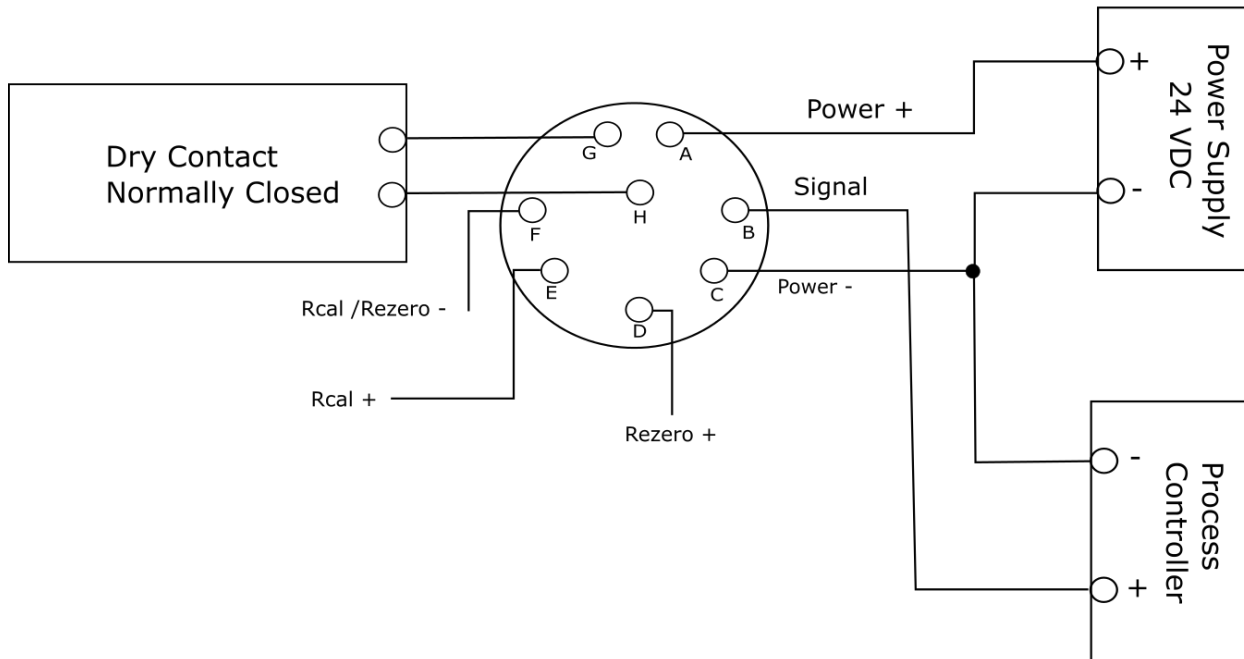 Dry Contact
Normally Closed
G
A
H
F
B
E
C
D
Power +
Signal
Power -
Rcal /Rezero -
Rcal +
Rezero +
+
-
Power Supply
24 VDC
-
+
Process
Controller